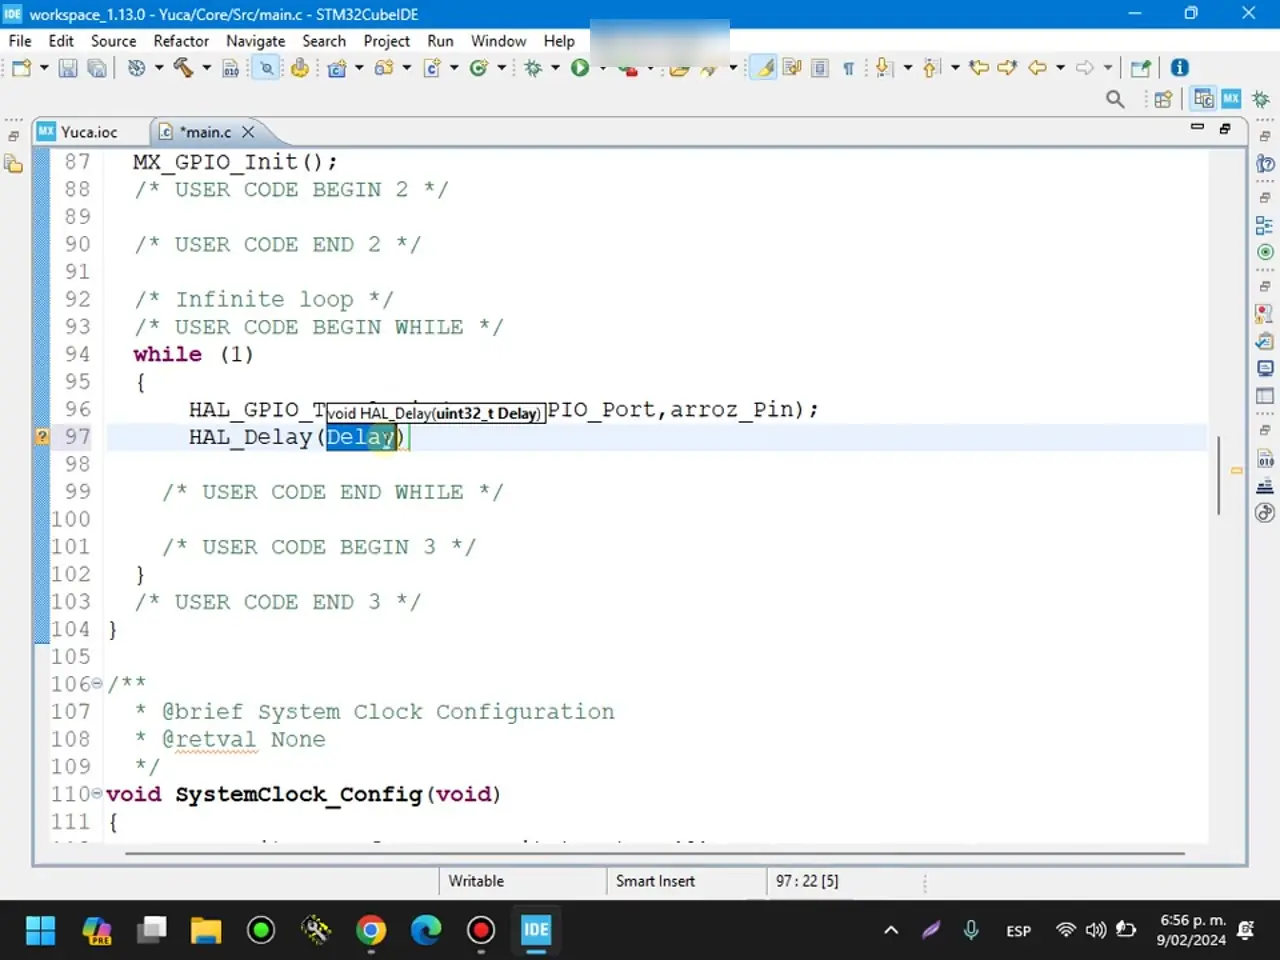 IDE workspace_1.13.0 - Yuca/Core/Src/main.c - STM32CubeIDE
File Edit Source Refactor Navigate Search Project Run Window Help
MX Yuca.ioc *main.c
87 MX_GPIO_Init();
88 /* USER CODE BEGIN 2 */
89
90 /* USER CODE END 2 */
91
92 /* Infinite loop */
93 /* USER CODE BEGIN WHILE */
94 while (1)
95 {
96 HAL_GPIO_T PIO_Port,arroz_Pin);
void HAL_Delay(uint32_t Delay)
97 HAL_Delay(Delay)
98
99 /* USER CODE END WHILE */
100
101 /* USER CODE BEGIN 3 */
102 }
103 /* USER CODE END 3 */
104 }
105
106 /**
107 * @brief System Clock Configuration
108 * @retval None
109 */
110 void SystemClock_Config(void)
111 {
Writable Smart Insert 97 : 22 [5]
PRE IDE ESP 6:56 p. m.
9/02/2024